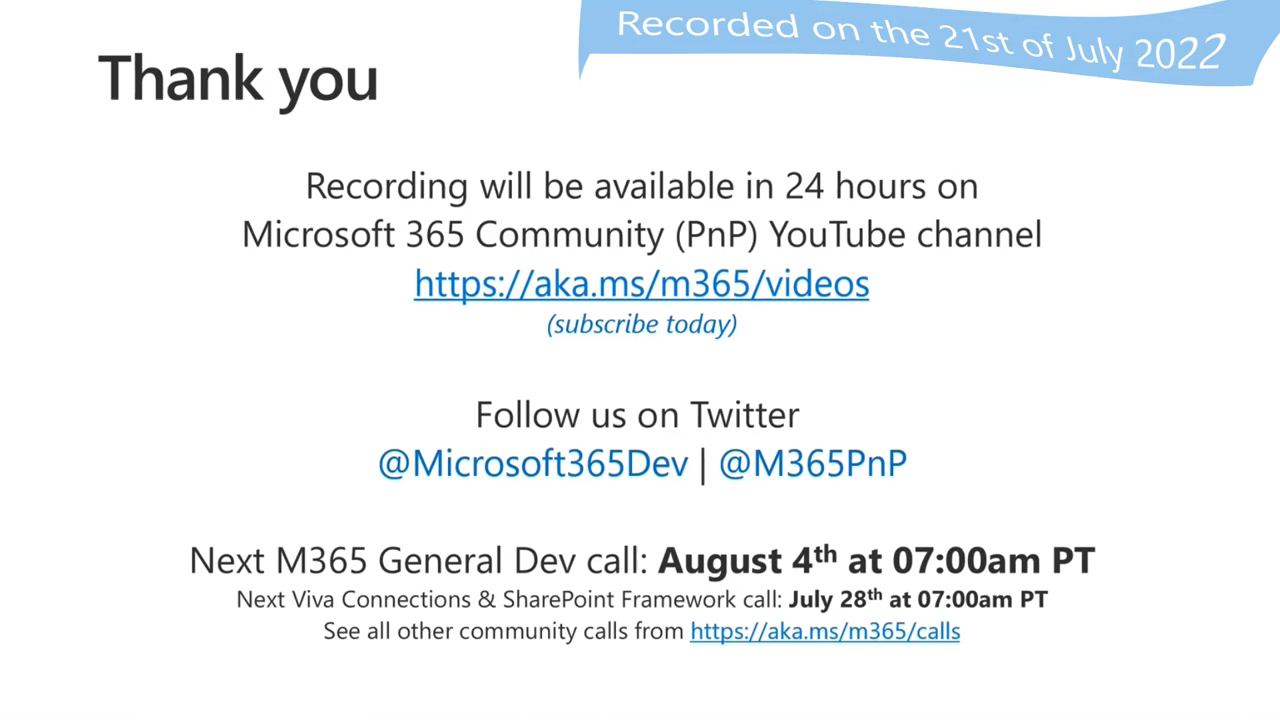 Recorded on the 21st of July 2022
Thank you
Recording will be available in 24 hours on
Microsoft 365 Community (PnP) YouTube channel
https://aka.ms/m365/videos
(subscribe today)
Follow us on Twitter
@Microsoft365Dev | @M365PnP
Next M365 General Dev call: August 4th at 07:00am PT
Next Viva Connections & SharePoint Framework call: July 28th at 07:00am PT
See all other community calls from https://aka.ms/m365/calls